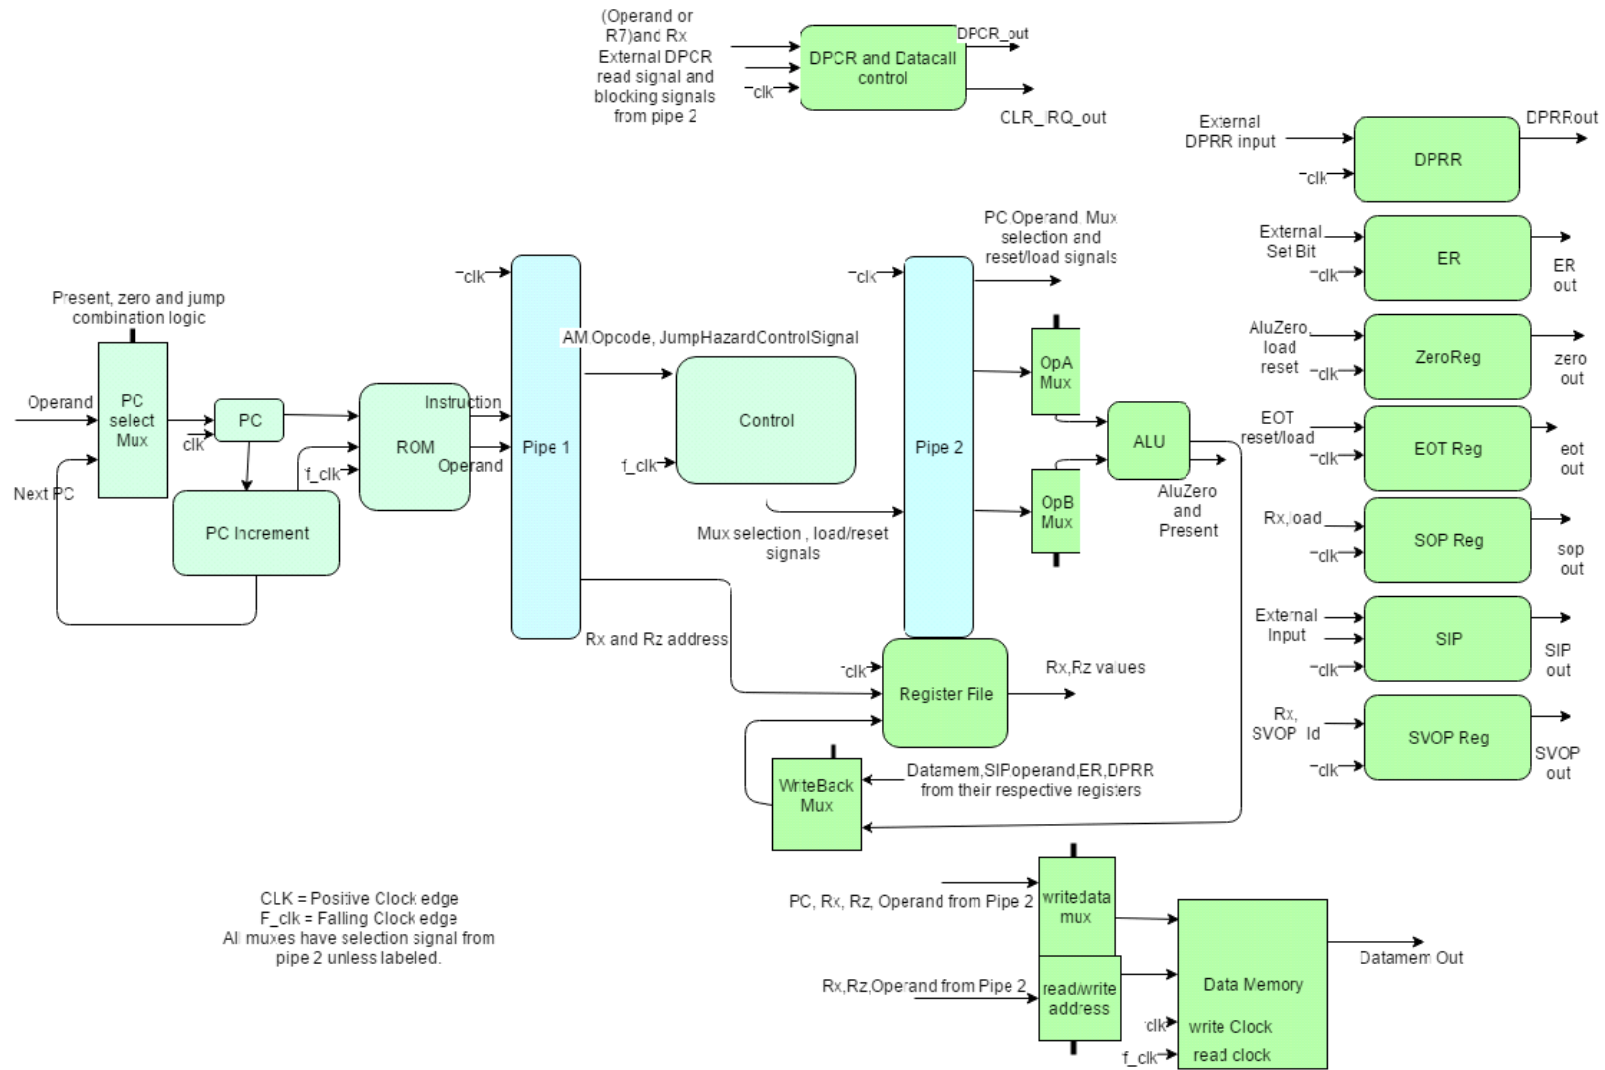 (Operand or
R7)and Rx
External DPCR
read signal and
blocking signals
from pipe 2
clk
DPCR and Datacall
control
DPCR_out
CLR_IRQ_out
External
DPRR input
clk
DPRR
DPRRout
External
Set Bit
clk
ER
ER
out
AluZero,
load
reset
clk
ZeroReg
zero
out
EOT
reset/load
clk
EOT Reg
eot
out
Rx,load
clk
SOP Reg
sop
out
External
Input
clk
SIP
SIP
out
Rx,
SVOP ld
clk
SVOP Reg
SVOP
out
Present, zero and jump
combination logic
Operand
PC
select
Mux
Next PC
clk
PC
PC Increment
f_clk
ROM
Instruction
Operand
clk
Pipe 1
AM Opcode, JumpHazardControlSignal
Control
f_clk
Mux selection , load/reset
signals
Rx and Rz address
clk
Pipe 2
PC Operand, Mux
selection and
reset/load signals
OpA
Mux
OpB
Mux
ALU
AluZero
and
Present
clk
Register File
Rx,Rz values
WriteBack
Mux
Datamem,SIPoperand,ER,DPRR
from their respective registers
PC, Rx, Rz, Operand from Pipe 2
writedata
mux
Rx,Rz,Operand from Pipe 2
read/write
address
Data Memory
clk
write Clock
f_clk
read clock
Datamem Out
CLK = Positive Clock edge
F_clk = Falling Clock edge
All muxes have selection signal from
pipe 2 unless labeled.